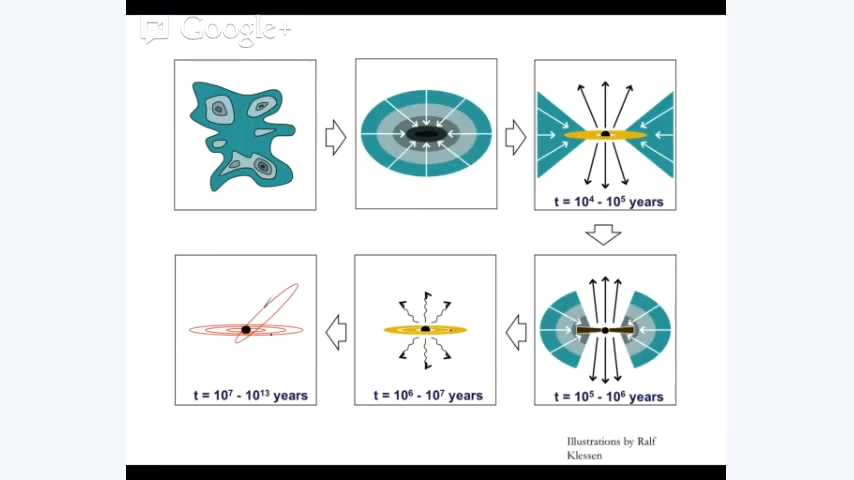 Google+
t = 10⁴ - 10⁵ years
t = 10⁷ - 10¹³ years
t = 10⁶ - 10⁷ years
t = 10⁵ - 10⁶ years
Illustrations by Ralf
Klessen